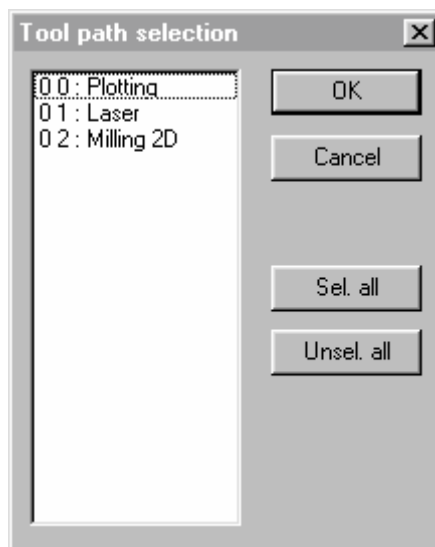 Tool path selection
0 0 : Plotting
0 1 : Laser
0 2 : Milling 2D
OK
Cancel
Sel. all
Unsel. all